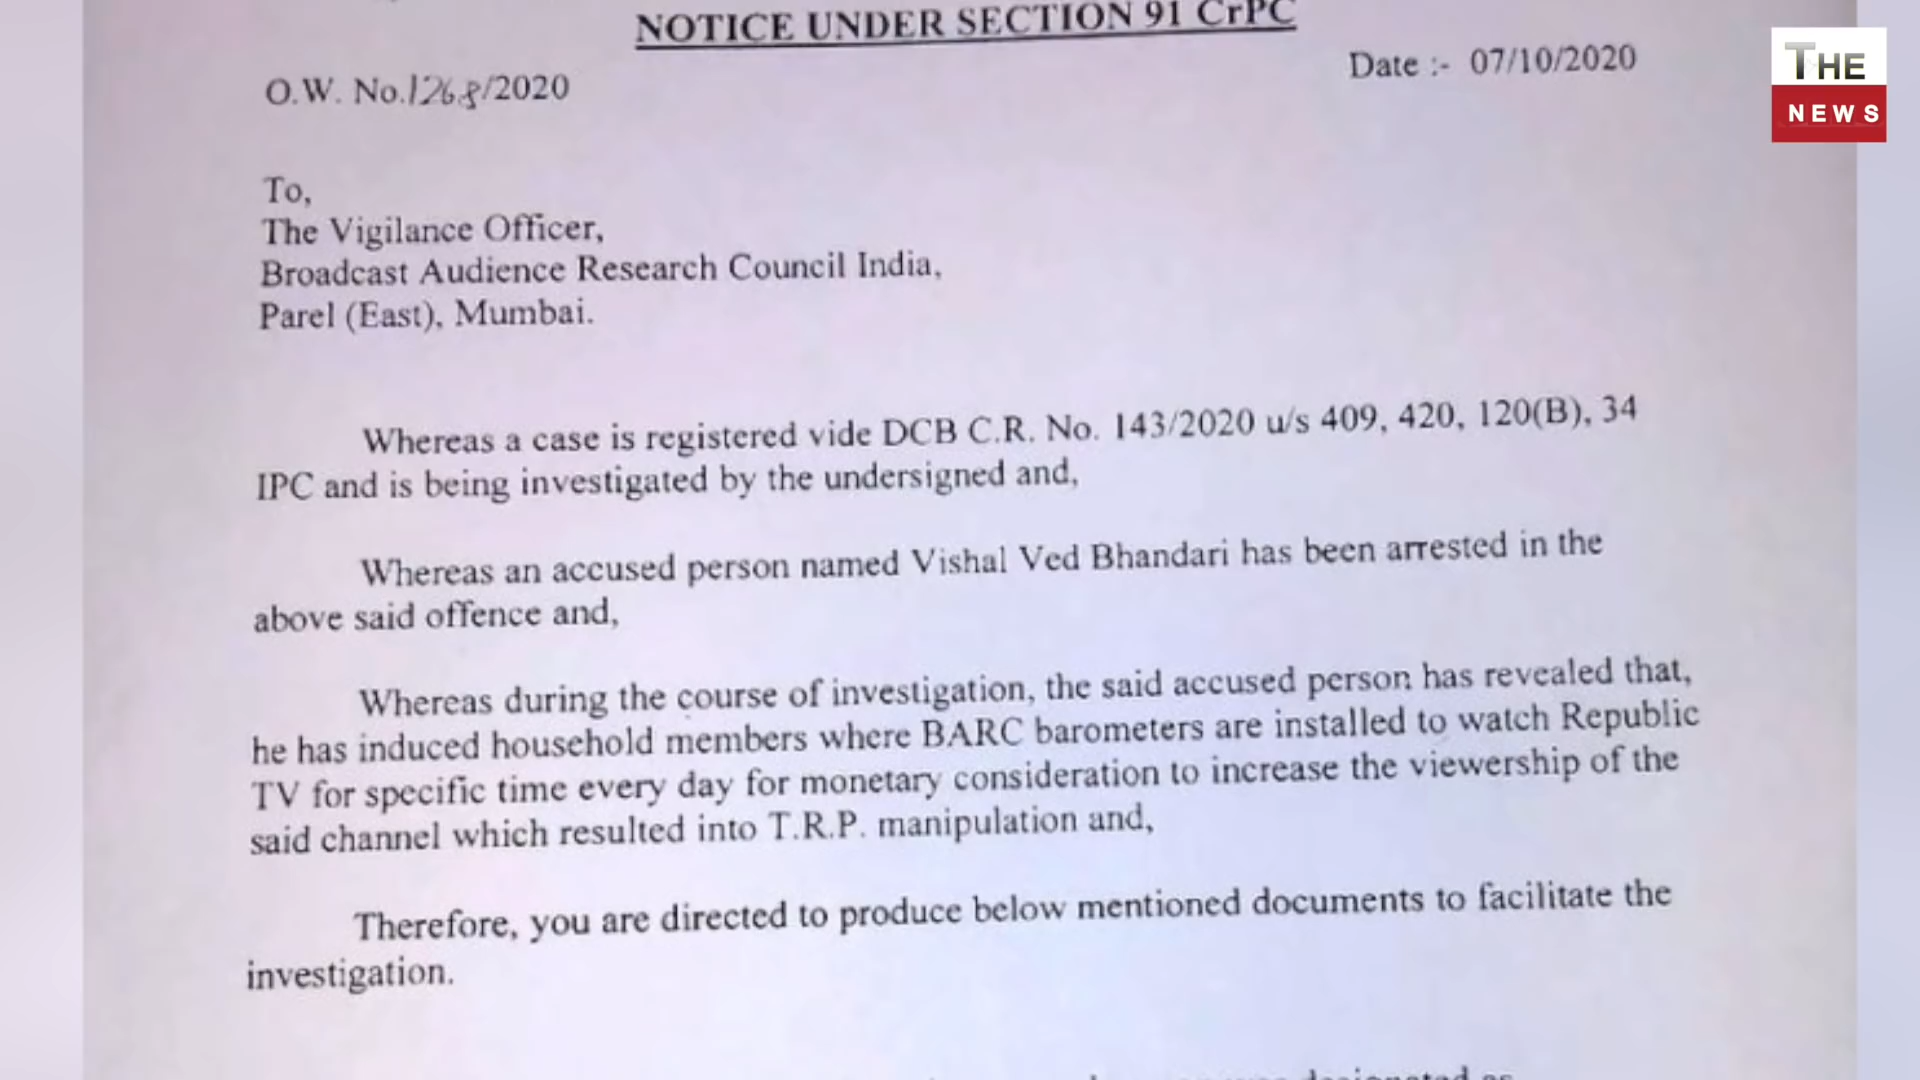 NOTICE UNDER SECTION 91 CrPC
O.W. No.1268/2020
Date :- 07/10/2020
THE
NEWS
To,
The Vigilance Officer,
Broadcast Audience Research Council India,
Parel (East), Mumbai.
Whereas a case is registered vide DCB C.R. No. 143/2020 u/s 409, 420, 120(B), 34
IPC and is being investigated by the undersigned and,
Whereas an accused person named Vishal Ved Bhandari has been arrested in the
above said offence and,
Whereas during the course of investigation, the said accused person has revealed that,
he has induced household members where BARC barometers are installed to watch Republic
TV for specific time every day for monetary consideration to increase the viewership of the
said channel which resulted into T.R.P. manipulation and,
Therefore, you are directed to produce below mentioned documents to facilitate the
investigation.
designated as